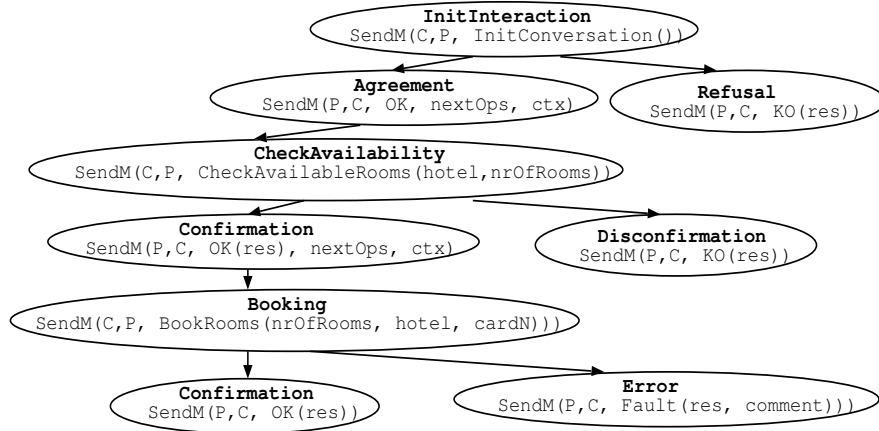 InitInteraction
SendM(C,P, InitConversation())
Agreement
SendM(P,C, OK, nextOps, ctx)
Refusal
SendM(P,C, KO(res))
CheckAvailability
SendM(C,P, CheckAvailableRooms(hotel,nrOfRooms))
Confirmation
SendM(P,C, OK(res), nextOps, ctx)
Disconfirmation
SendM(P,C, KO(res))
Booking
SendM(C,P, BookRooms(nrOfRooms, hotel, cardN)))
Confirmation
SendM(P,C, OK(res))
Error
SendM(P,C, Fault(res, comment)))